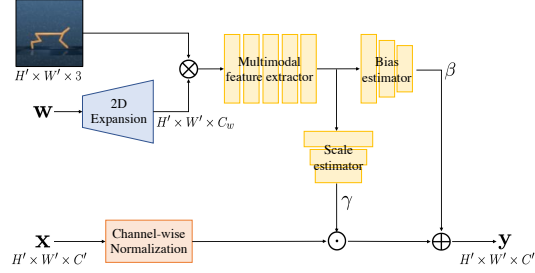 H′ × W′ × 3
w
2D
Expansion
H′ × W′ × C_w
Multimodal
feature extractor
Bias
estimator
β
Scale
estimator
γ
x
H′ × W′ × C′
Channel-wise
Normalization
y
H′ × W′ × C′